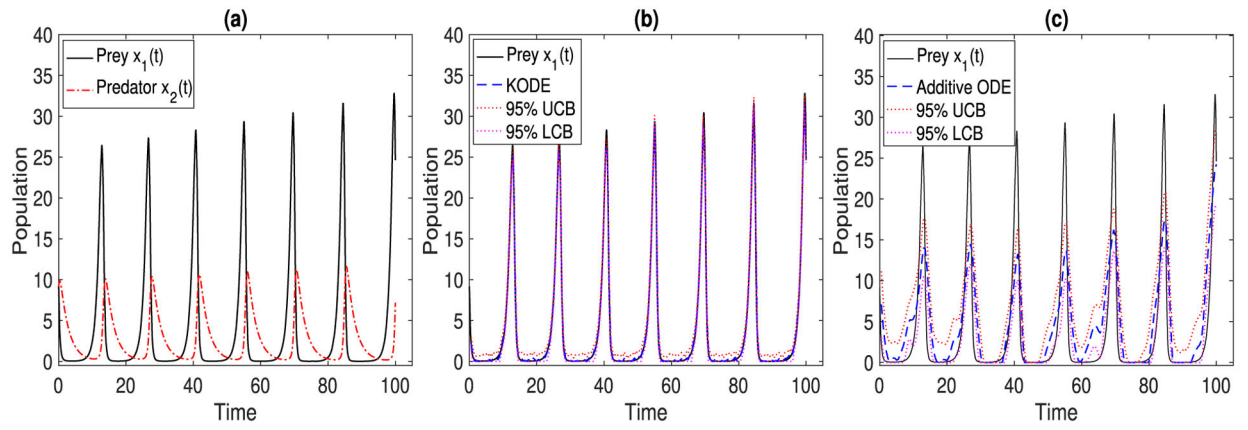 (a)
40
35
30
25
20
15
10
5
0
Population
Prey x1(t)
Predator x2(t)
0 20 40 60 80 100
Time
(b)
40
35
30
25
20
15
10
5
0
Population
Prey x1(t)
KODE
95% UCB
95% LCB
0 20 40 60 80 100
Time
(c)
40
35
30
25
20
15
10
5
0
Population
Prey x1(t)
Additive ODE
95% UCB
95% LCB
0 20 40 60 80 100
Time